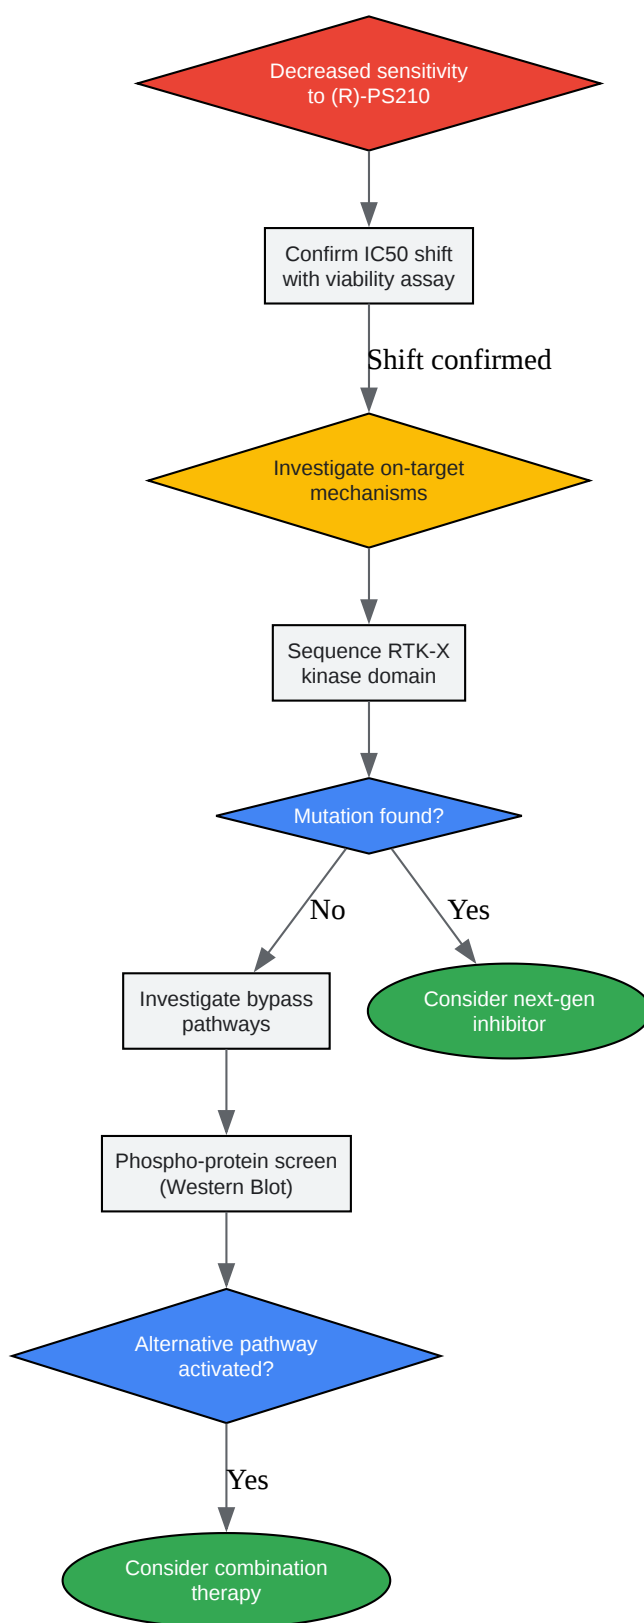 Decreased sensitivity
to (R)-PS210
Confirm IC50 shift
with viability assay
Shift confirmed
Investigate on-target
mechanisms
Sequence RTK-X
kinase domain
Mutation found?
No
Yes
Investigate bypass
pathways
Consider next-gen
inhibitor
Phospho-protein screen
(Western Blot)
Alternative pathway
activated?
Yes
Consider combination
therapy